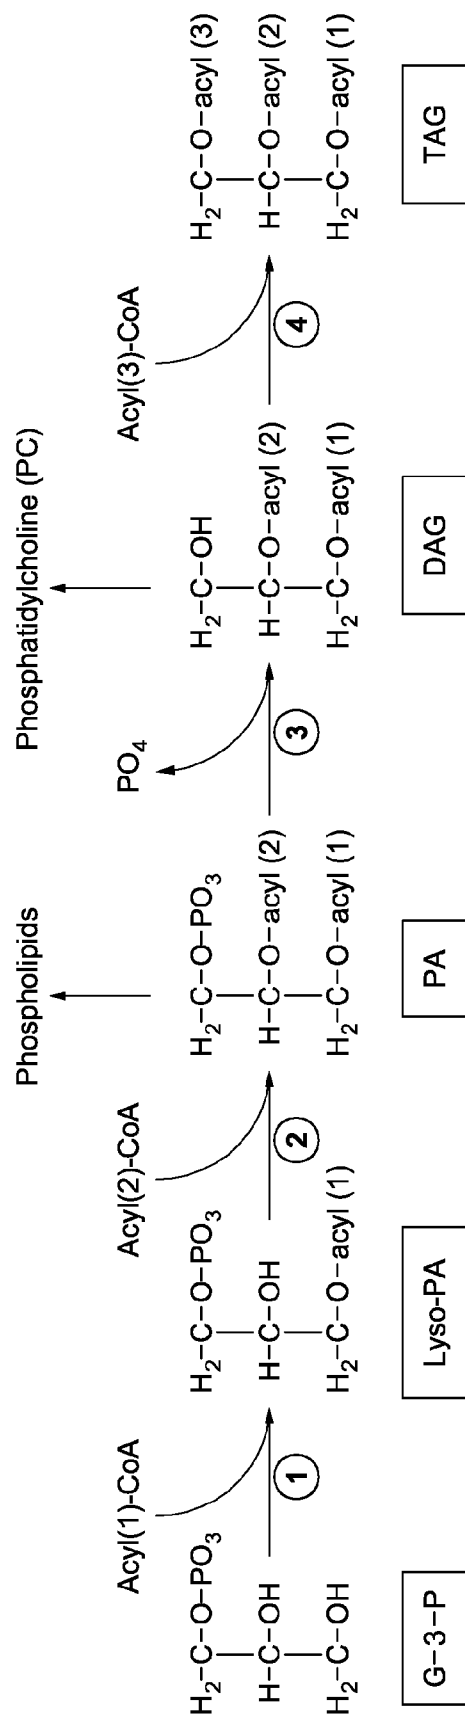 Phospholipids
Phosphatidylcholine (PC)
Acyl(1)-CoA
Acyl(2)-CoA
PO4
Acyl(3)-CoA
H2–C–O–PO3
H–C–OH
H2–C–OH
1
H2–C–O–PO3
H–C–OH
H2–C–O–acyl (1)
2
H2–C–O–PO3
H–C–O–acyl (2)
H2–C–O–acyl (1)
3
H2–C–OH
H–C–O–acyl (2)
H2–C–O–acyl (1)
4
H2–C–O–acyl (3)
H–C–O–acyl (2)
H2–C–O–acyl (1)
G–3–P
Lyso-PA
PA
DAG
TAG